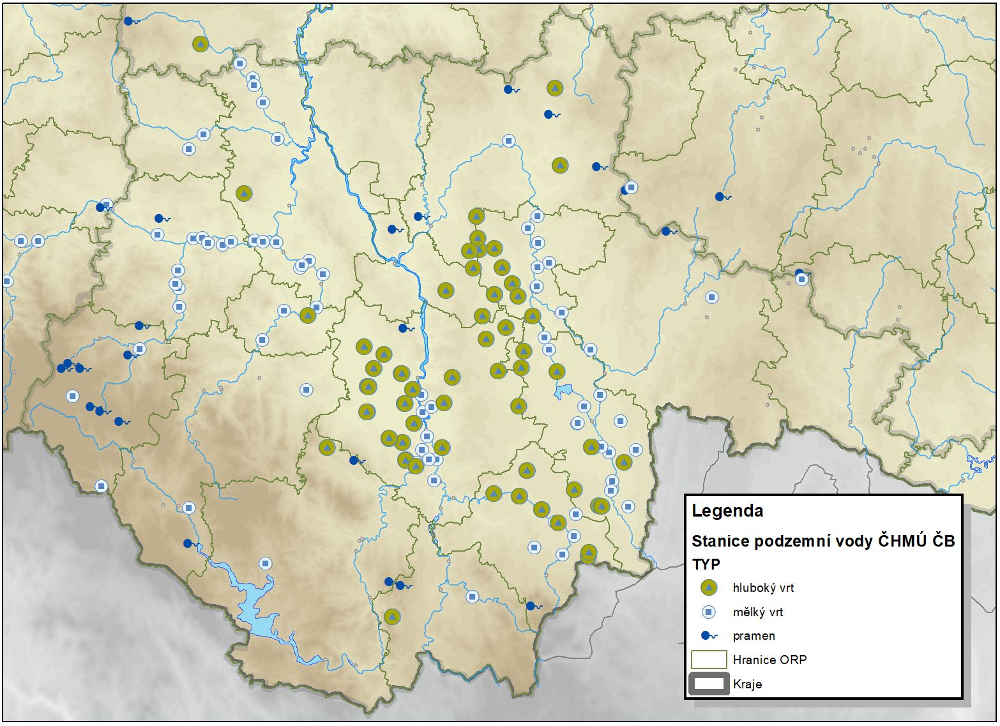 Legenda
Stanice podzemní vody ČHMÚ ČB
TYP
hluboký vrt
mělký vrt
pramen
Hranice ORP
Kraje